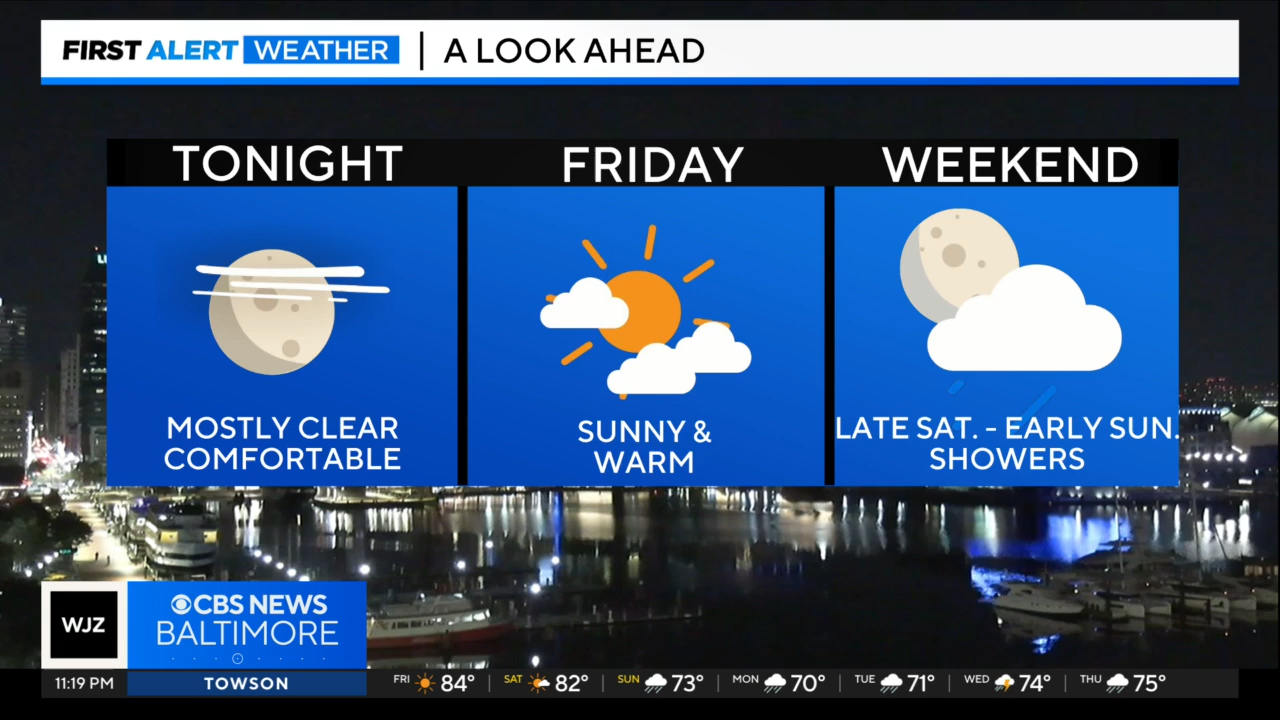 FIRST ALERT WEATHER | A LOOK AHEAD
TONIGHT
MOSTLY CLEAR
COMFORTABLE
FRIDAY
SUNNY &
WARM
WEEKEND
LATE SAT. - EARLY SUN.
SHOWERS
WJZ
CBS NEWS
BALTIMORE
11:19 PM
TOWSON
FRI 84° | SAT 82° | SUN 73° | MON 70° | TUE 71° | WED 74° | THU 75°